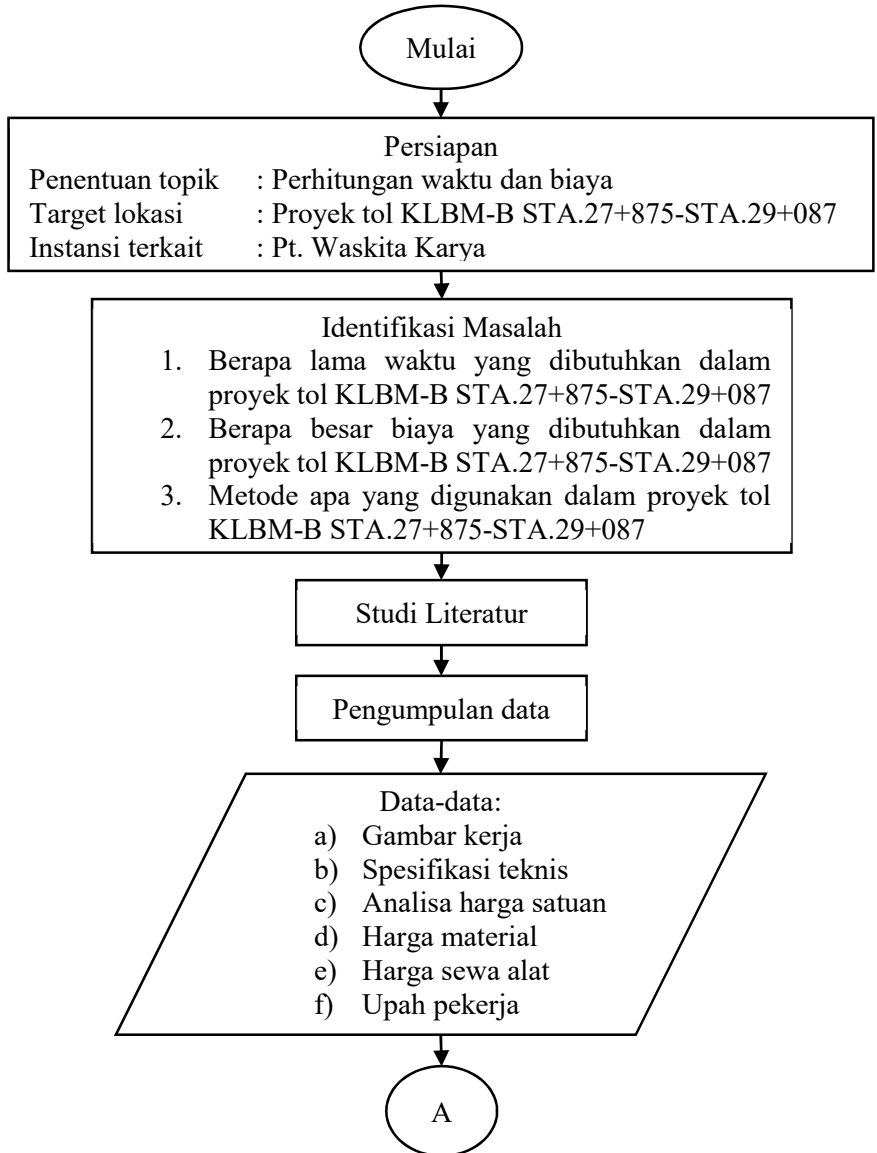 Mulai
Persiapan
Penentuan topik : Perhitungan waktu dan biaya
Target lokasi : Proyek tol KLBM-B STA.27+875-STA.29+087
Instansi terkait : Pt. Waskita Karya
Identifikasi Masalah
1. Berapa lama waktu yang dibutuhkan dalam
proyek tol KLBM-B STA.27+875-STA.29+087
2. Berapa besar biaya yang dibutuhkan dalam
proyek tol KLBM-B STA.27+875-STA.29+087
3. Metode apa yang digunakan dalam proyek tol
KLBM-B STA.27+875-STA.29+087
Studi Literatur
Pengumpulan data
Data-data:
a) Gambar kerja
b) Spesifikasi teknis
c) Analisa harga satuan
d) Harga material
e) Harga sewa alat
f) Upah pekerja
A